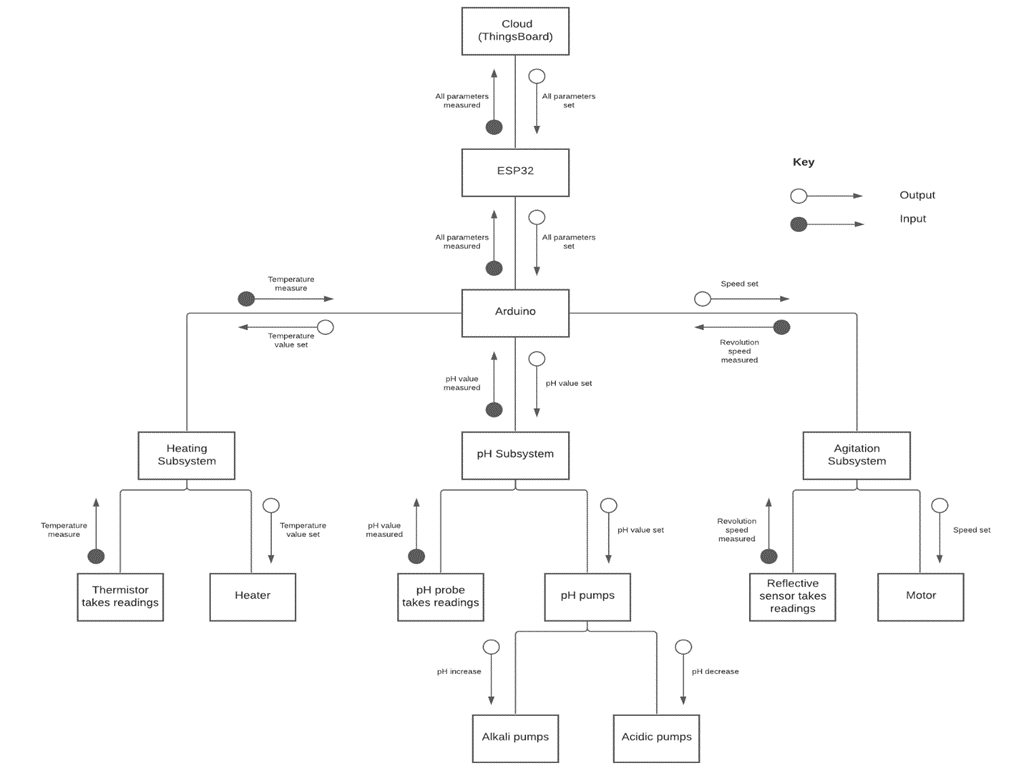 Cloud
(ThingsBoard)
All parameters
measured
All parameters
set
Key
ESP32
Output
Input
All parameters
measured
All parameters
set
Temperature
measure
Speed set
Arduino
Temperature
value set
Revolution
speed
measured
pH value
measured
pH value set
Heating
Subsystem
pH Subsystem
Agitation
Subsystem
Temperature
measure
Temperature
value set
pH value
measured
pH value set
Revolution
speed
measured
Speed set
Thermistor
takes readings
Heater
pH probe
takes readings
pH pumps
Reflective
sensor takes
readings
Motor
pH increase
pH decrease
Alkali pumps
Acidic pumps